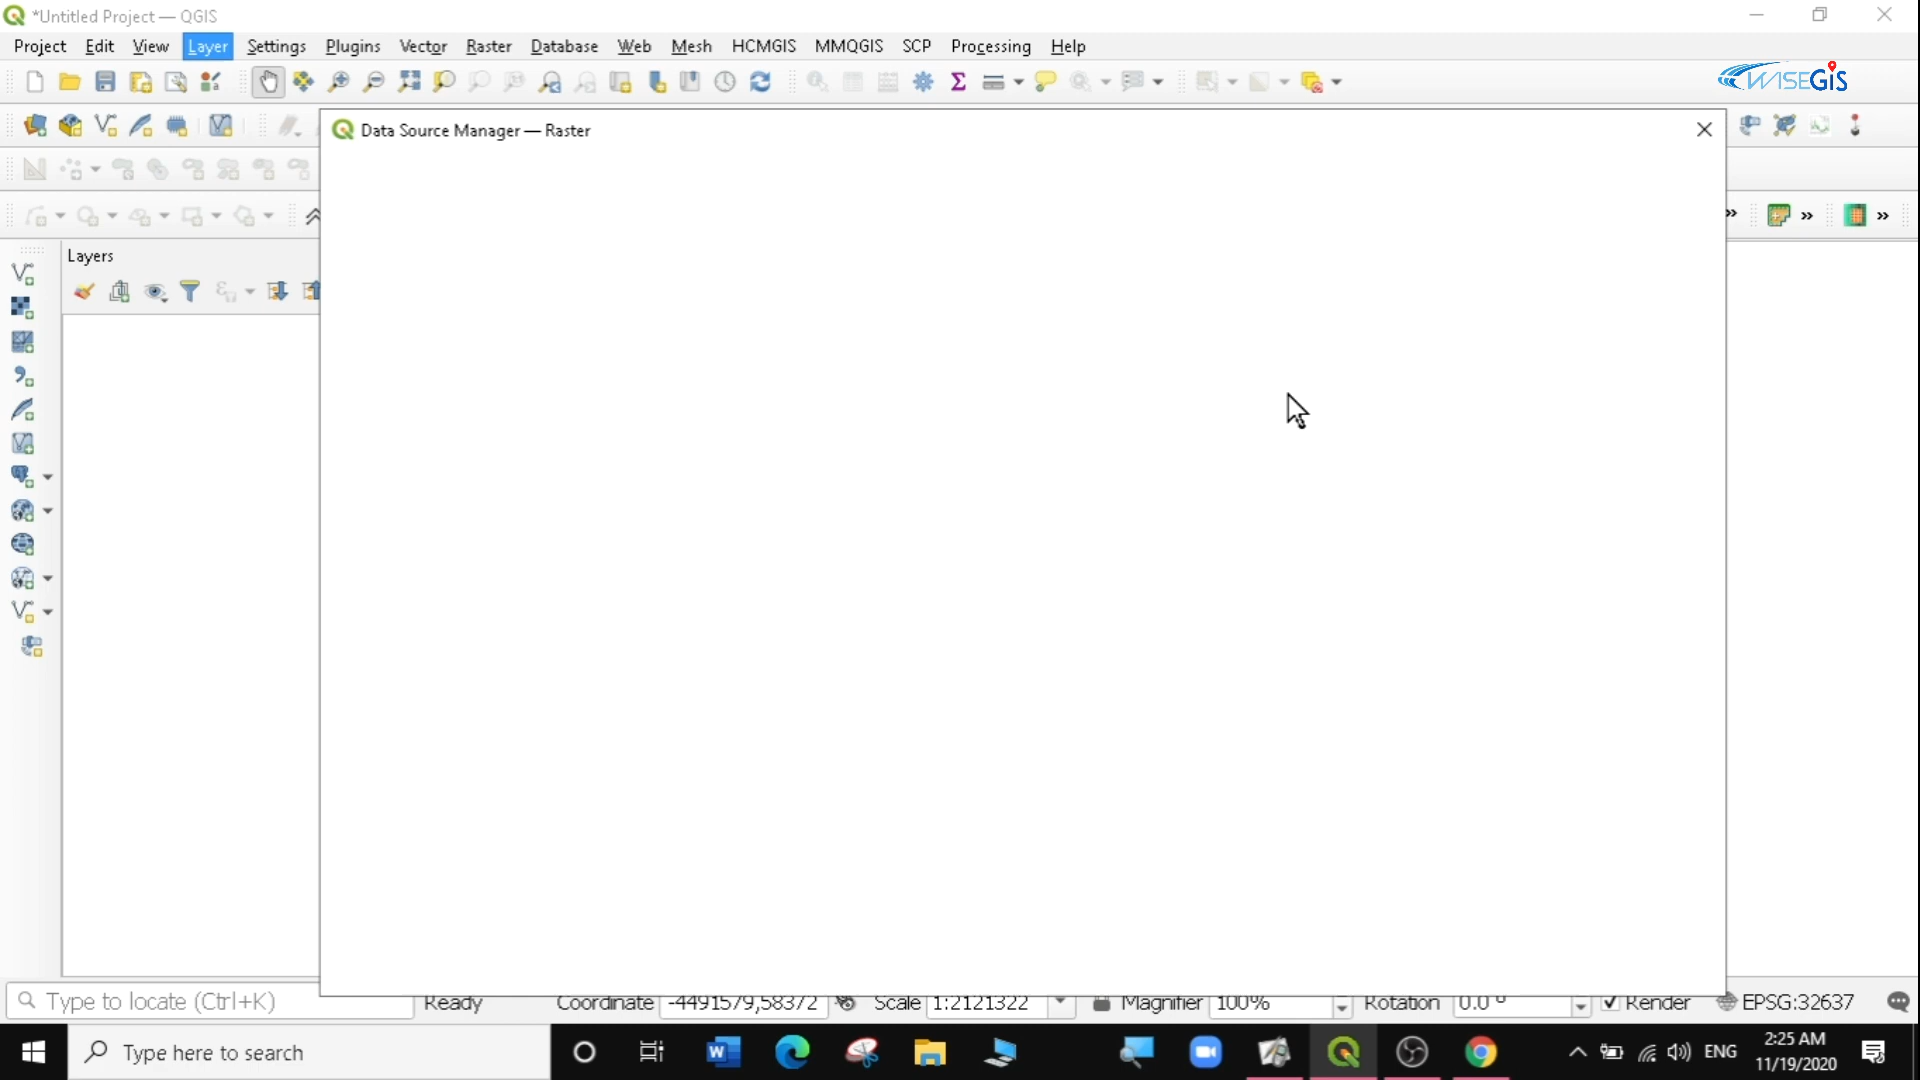 *Untitled Project — QGIS
Project Edit View Layer Settings Plugins Vector Raster Database Web Mesh HCMGIS MMQGIS SCP Processing Help
WISEGIS
Data Source Manager — Raster
Layers
Type to locate (Ctrl+K) Ready Coordinate -4491579,58372 Scale 1:2121322 Magnifier 100% Rotation 0.0 ° Render EPSG:32637
Type here to search
ENG
2:25 AM
11/19/2020